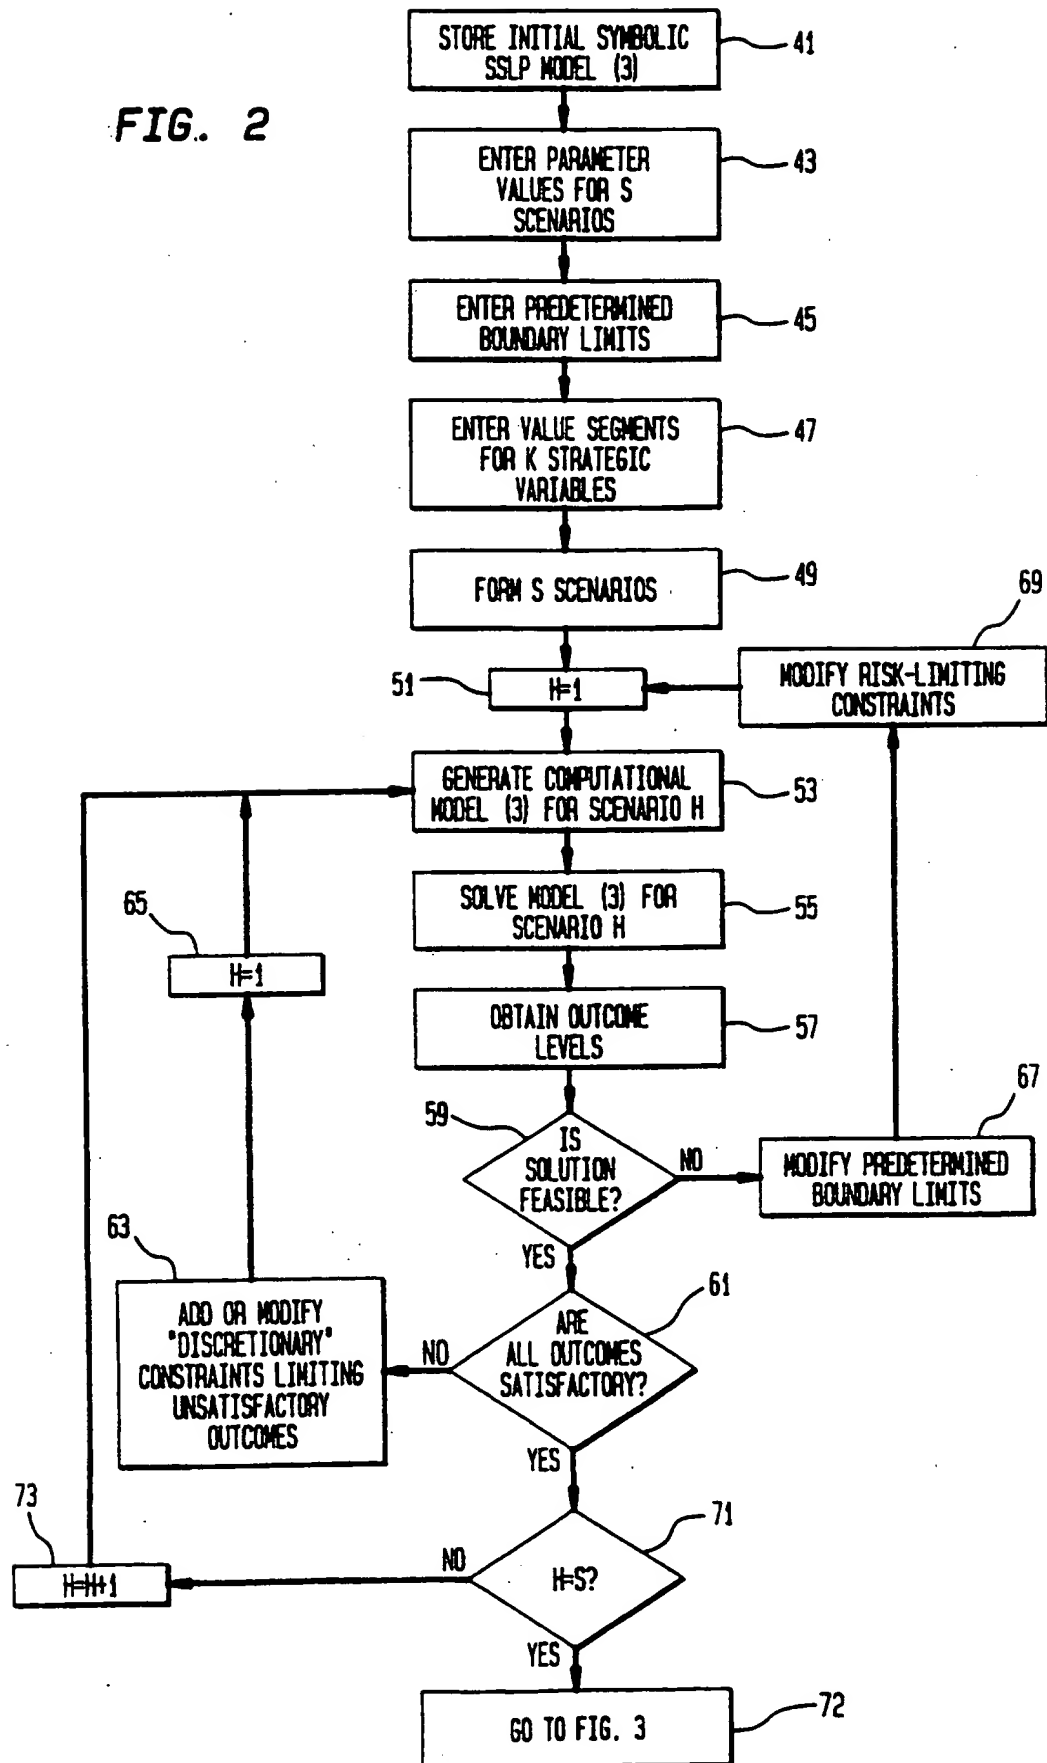 FIG. 2
STORE INITIAL SYMBOLIC
SSLP MODEL (3)
41
ENTER PARAMETER
VALUES FOR S
SCENARIOS
43
ENTER PREDETERMINED
BOUNDARY LIMITS
45
ENTER VALUE SEGMENTS
FOR K STRATEGIC
VARIABLES
47
FORM S SCENARIOS
49
51
H=1
69
MODIFY RISK-LIMITING
CONSTRAINTS
GENERATE COMPUTATIONAL
MODEL (3) FOR SCENARIO H
53
SOLVE MODEL (3) FOR
SCENARIO H
55
65
H=1
OBTAIN OUTCOME
LEVELS
57
59
IS
SOLUTION
FEASIBLE?
NO
YES
67
MODIFY PREDETERMINED
BOUNDARY LIMITS
63
ADD OR MODIFY
"DISCRETIONARY"
CONSTRAINTS LIMITING
UNSATISFACTORY
OUTCOMES
61
ARE
ALL OUTCOMES
SATISFACTORY?
NO
YES
71
H=S?
NO
YES
73
H=H+1
GO TO FIG. 3
72